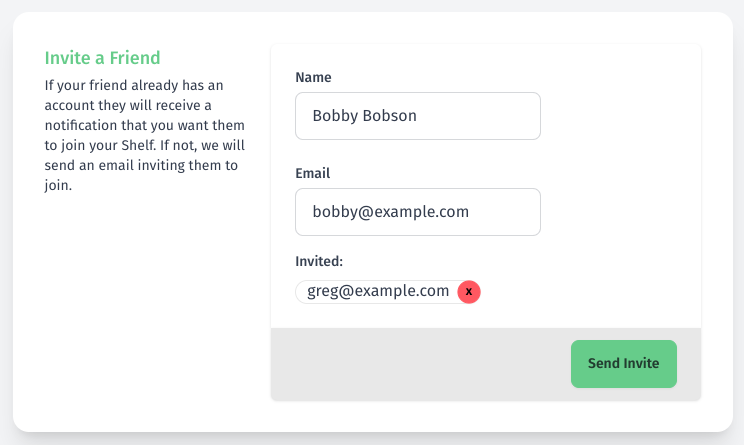 Invite a Friend
If your friend already has an
account they will receive a
notification that you want them
to join your Shelf. If not, we will
send an email inviting them to
join.
Name
Bobby Bobson
Email
bobby@example.com
Invited:
greg@example.com x
Send Invite